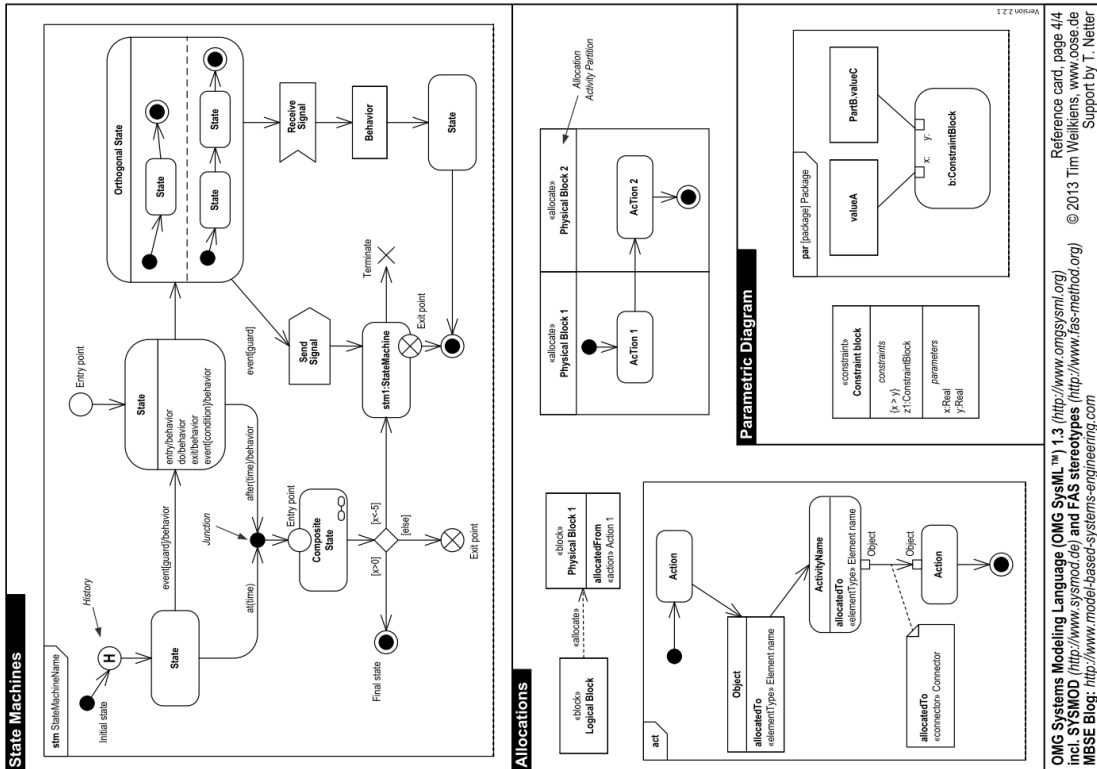 State Machines
stm StateMachineName
Initial state
History
H
State
event[guard]/behavior
Entry point
State
entry/behavior
do/behavior
exit/behavior
event[condition]/behavior
Orthogonal State
State
State
State
at(time)
Junction
after(time)/behavior
event[guard]
Send
Signal
Receive
Signal
Entry point
Composite
State
Behavior
stm1:StateMachine
Terminate
State
[x>0]
[x<-5]
[else]
Exit point
Final state
Exit point
Allocations
«block»
Logical Block
«allocate»
«block»
Physical Block 1
allocatedFrom
«action» Action 1
«allocate»
Physical Block 1
«allocate»
Physical Block 2
Allocation
Activity Partition
AcTion 1
AcTion 2
act
Action
Object
allocatedTo
«elementType» Element name
ActivityName
allocatedTo
«elementType» Element name
Object
Object
allocatedTo
«connector» Connector
Action
Parametric Diagram
«constraint»
Constraint block
constraints
{x > y}
z1:ConstraintBlock
parameters
x:Real
y:Real
par [package] Package
valueA
PartB.valueC
x:
y:
b:ConstraintBlock
Version 2.2.1
OMG Systems Modeling Language (OMG SysML™) 1.3 (http://www.omgsysml.org)
incl. SYSMOD (http://www.sysmod.de) and FAS stereotypes (http://www.fas-method.org)
MBSE Blog: http://www.model-based-systems-engineering.com
Reference card, page 4/4
© 2013 Tim Weilkiens, www.oose.de
Support by T. Netter